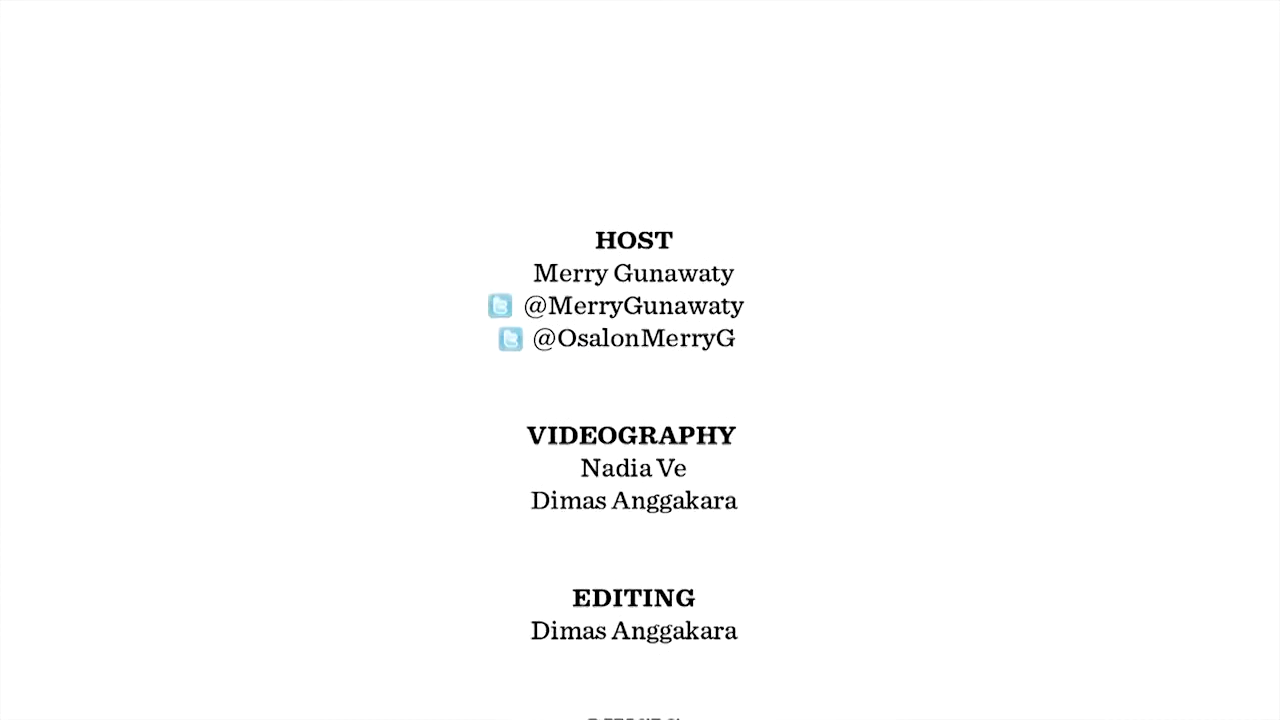 HOST
Merry Gunawaty
@MerryGunawaty
@OsalonMerryG
VIDEOGRAPHY
Nadia Ve
Dimas Anggakara
EDITING
Dimas Anggakara